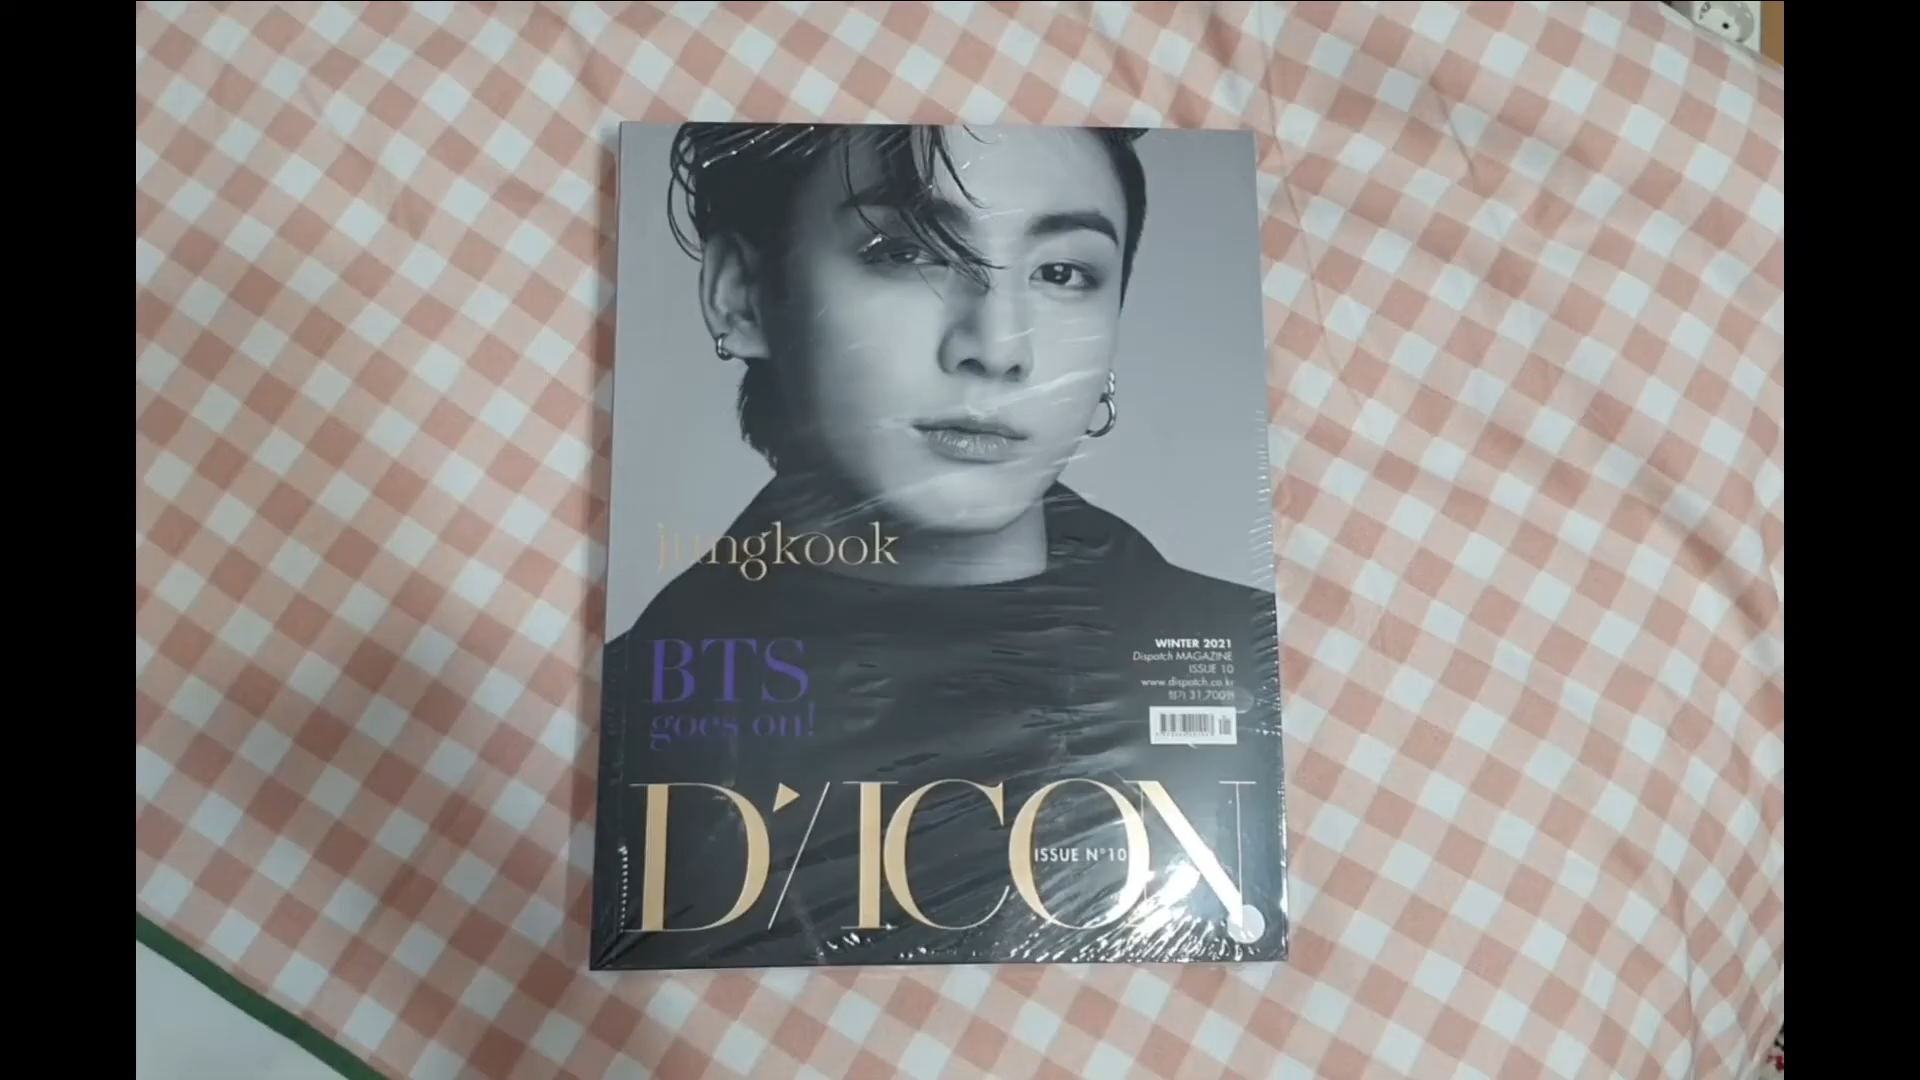 jungkook
BTS
goes on!
WINTER 2021
Dispatch MAGAZINE
ISSUE 10
www.dispatch.co.kr
정가 31,700원
D'/ICON.
ISSUE N°10